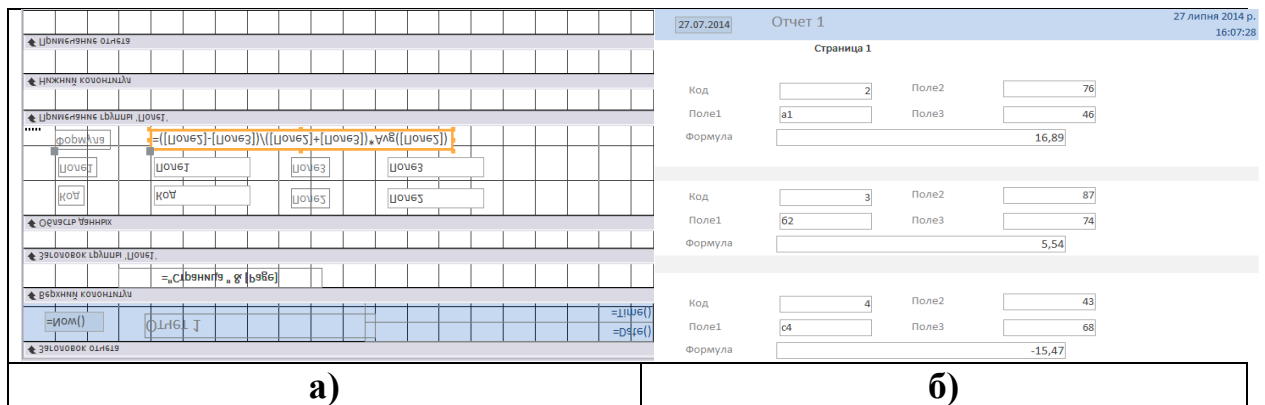 Примечание отчета
Нижний колонтитул
Примечание группы 'Поле1'
Формула =([Поле2]-[Поле3])/([Поле2]+[Поле3])*Avg([Поле2])
Поле1 Поле1 Поле3 Поле3
Код Код Поле2 Поле2
Область данных
Заголовок группы 'Поле1'
="Страница " & [Page]
Верхний колонтитул
=Time()
=Now() Отчет 1
=Date()
Заголовок отчета
а)
27.07.2014 Отчет 1 27 липня 2014 р.
16:07:28
Страница 1
Код 2 Поле2 76
Поле1 а1 Поле3 46
Формула 16,89
Код 3 Поле2 87
Поле1 б2 Поле3 74
Формула 5,54
Код 4 Поле2 43
Поле1 с4 Поле3 68
Формула -15,47
б)